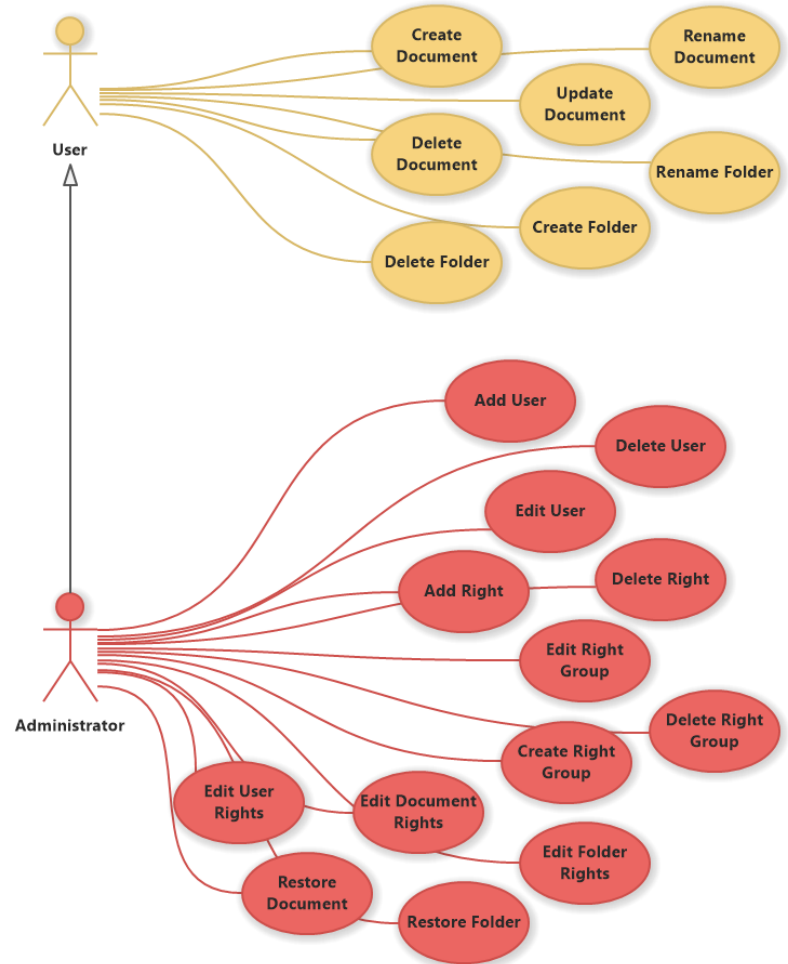 Create
Document
Rename
Document
Update
Document
User
Delete
Document
Rename Folder
Create Folder
Delete Folder
Add User
Delete User
Edit User
Add Right
Delete Right
Edit Right
Group
Administrator
Delete Right
Group
Create Right
Group
Edit User
Rights
Edit Document
Rights
Edit Folder
Rights
Restore
Document
Restore Folder